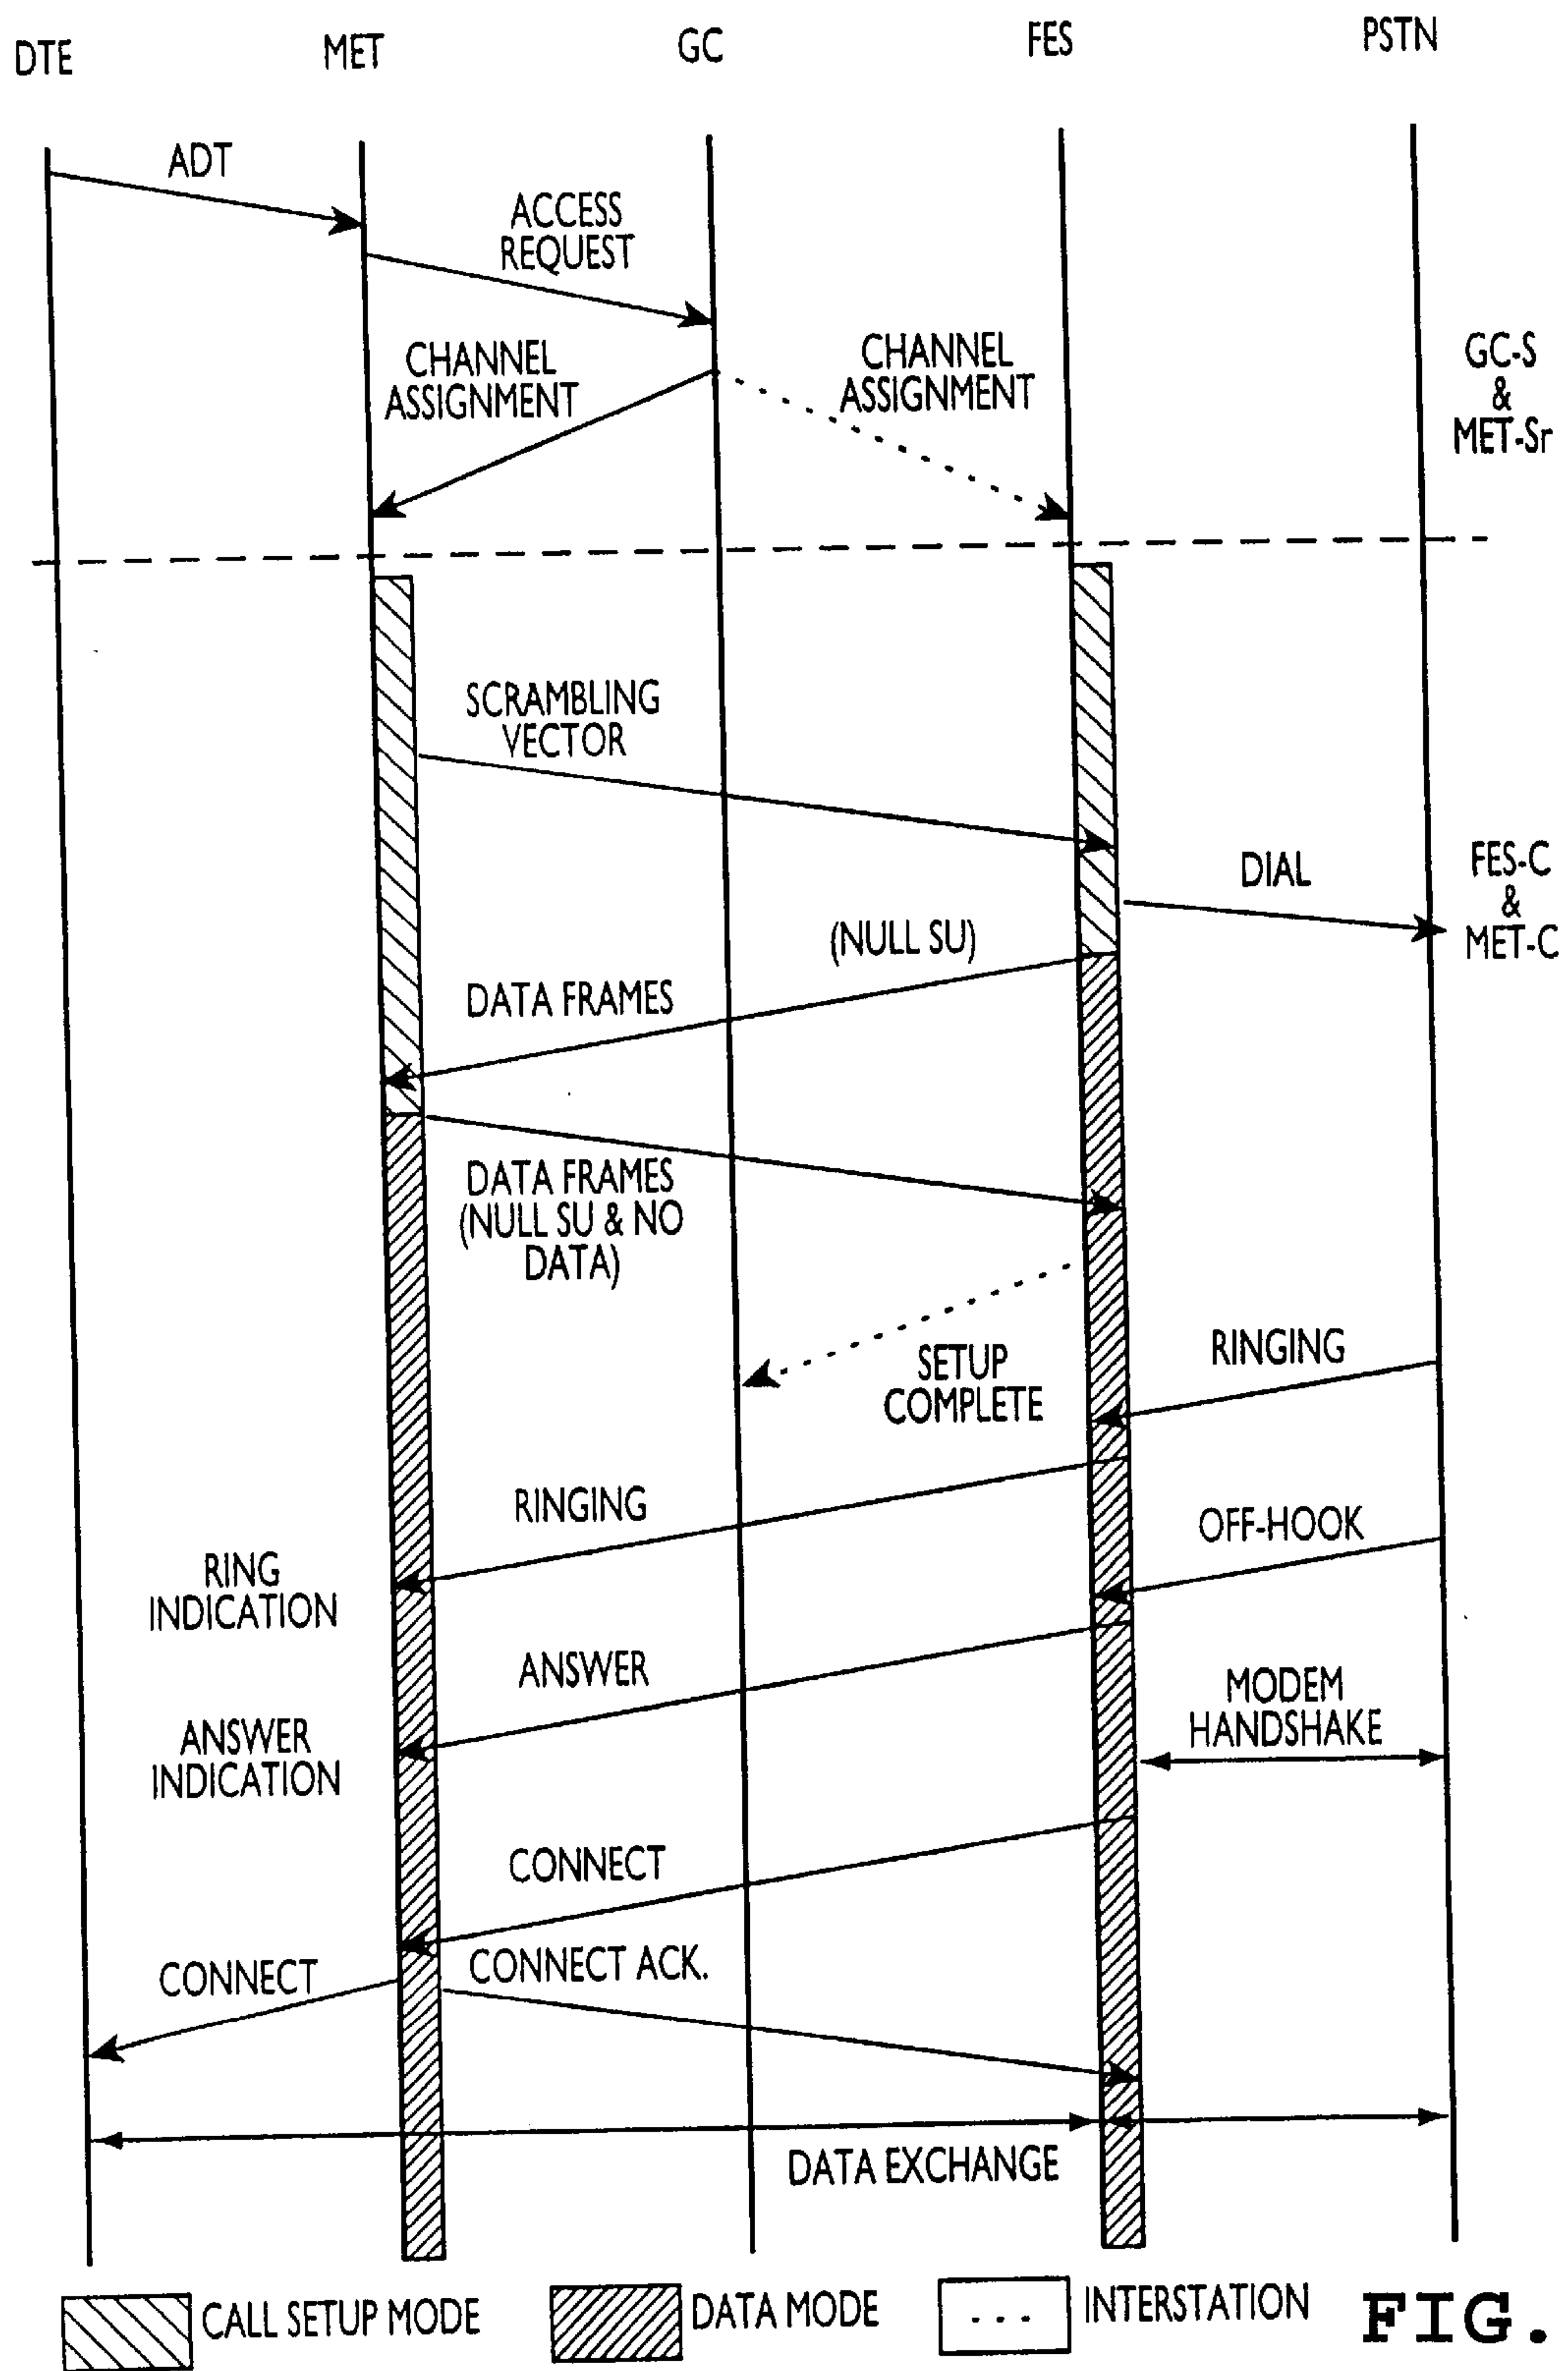 DTE
MET
GC
FES
PSTN
ADT
ACCESS
REQUEST
CHANNEL
ASSIGNMENT
CHANNEL
ASSIGNMENT
GC-S
&
MET-Sr
SCRAMBLING
VECTOR
DIAL
FES-C
&
MET-C
(NULL SU)
DATA FRAMES
DATA FRAMES
(NULL SU & NO
DATA)
SETUP
COMPLETE
RINGING
RINGING
OFF-HOOK
RING
INDICATION
ANSWER
MODEM
HANDSHAKE
ANSWER
INDICATION
CONNECT
CONNECT
CONNECT ACK.
DATA EXCHANGE
CALL SETUP MODE
DATA MODE
INTERSTATION
FIG.